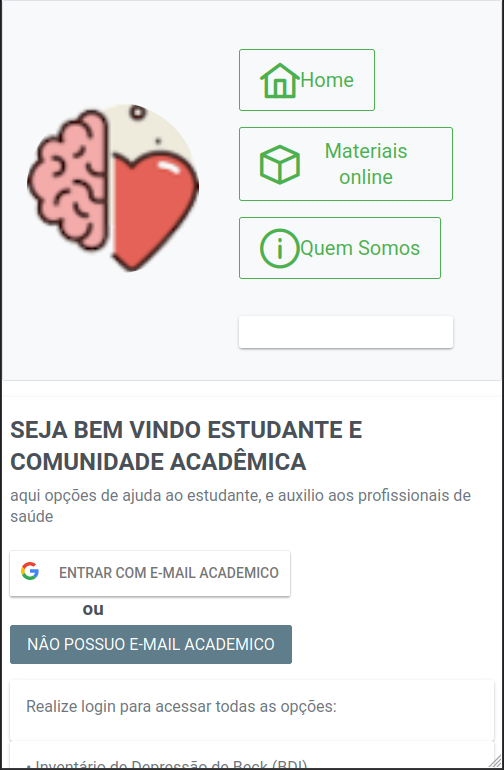 Home
Materiais
online
Quem Somos
SEJA BEM VINDO ESTUDANTE E
COMUNIDADE ACADÊMICA
aqui opções de ajuda ao estudante, e auxilio aos profissionais de
saúde
ENTRAR COM E-MAIL ACADEMICO
ou
NÂO POSSUO E-MAIL ACADEMICO
Realize login para acessar todas as opções:
• Inventário de Depressão de Beck (BDI)